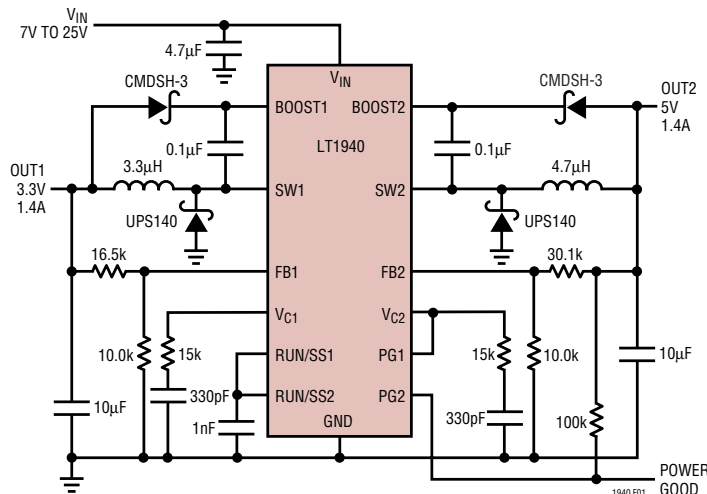 VIN
7V TO 25V
4.7µF
CMDSH-3
CMDSH-3
VIN
OUT2
5V
1.4A
BOOST1
BOOST2
LT1940
0.1µF
0.1µF
3.3µH
4.7µH
OUT1
3.3V
1.4A
SW1
SW2
UPS140
UPS140
16.5k
30.1k
FB1
FB2
VC1
VC2
10.0k
15k
RUN/SS1
PG1
15k
10.0k
10µF
330pF
RUN/SS2
PG2
10µF
1nF
GND
330pF
100k
POWER
GOOD
1940 F01